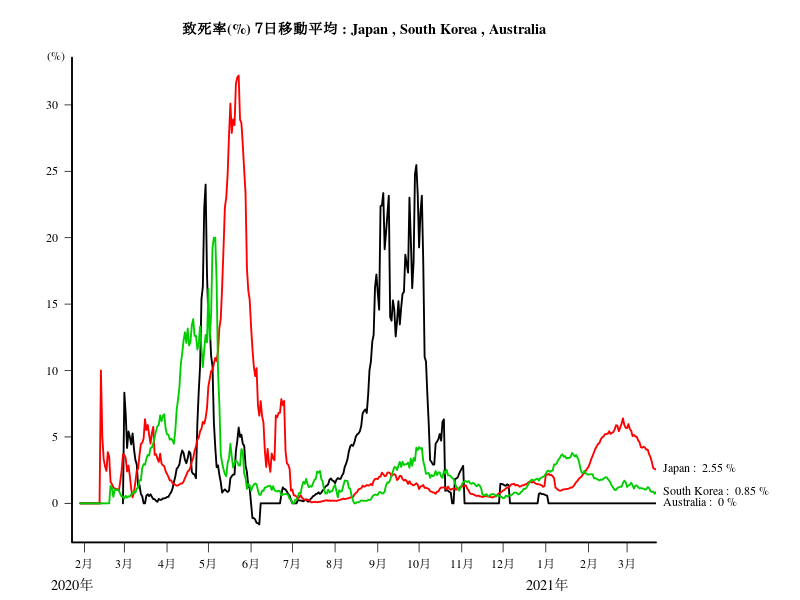 致死率(%) 7日移動平均 : Japan , South Korea , Australia
(%)
30
25
20
15
10
5
0
Japan : 2.55 %
South Korea : 0.85 %
Australia : 0 %
2月 3月 4月 5月 6月 7月 8月 9月 10月 11月 12月 1月 2月 3月
2020年 2021年